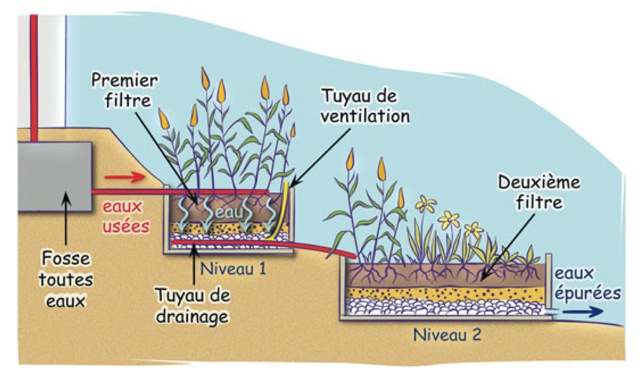 Premier
filtre
Tuyau de
ventilation
Deuxième
filtre
eaux
usées
eau
Fosse
toutes
eaux
Niveau 1
Tuyau de
drainage
eaux
épurées
Niveau 2